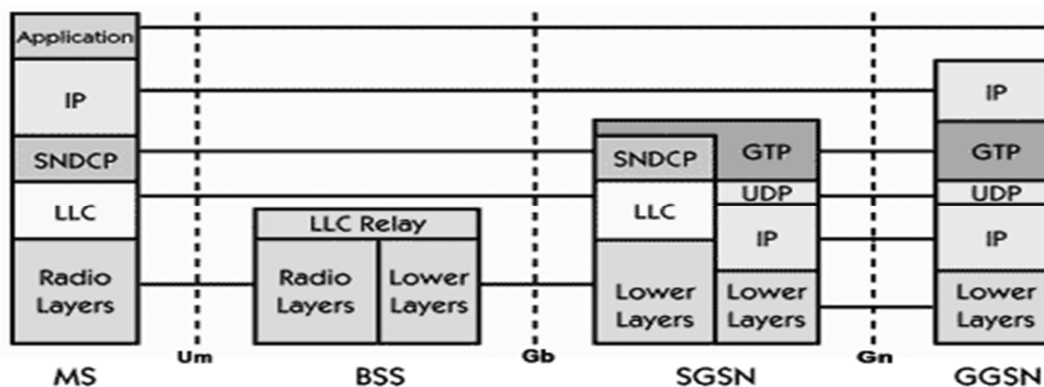 Application
IP
SNDCP
LLC
Radio
Layers
MS
Um
LLC Relay
Radio
Layers
Lower
Layers
BSS
Gb
SNDCP
LLC
Lower
Layers
GTP
UDP
IP
Lower
Layers
SGSN
Gn
IP
GTP
UDP
IP
Lower
Layers
GGSN